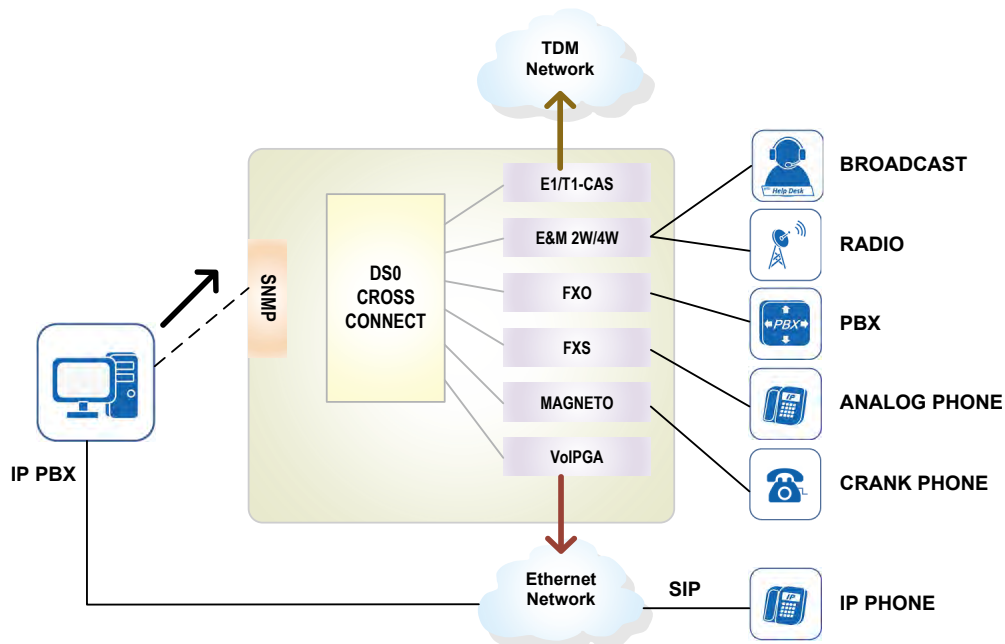 TDM
Network
E1/T1-CAS
E&M 2W/4W
FXO
FXS
MAGNETO
VoIPGA
DS0
CROSS
CONNECT
SNMP
IP PBX
Help Desk
BROADCAST
RADIO
PBX
PBX
IP
ANALOG PHONE
CRANK PHONE
Ethernet
Network
SIP
IP
IP PHONE